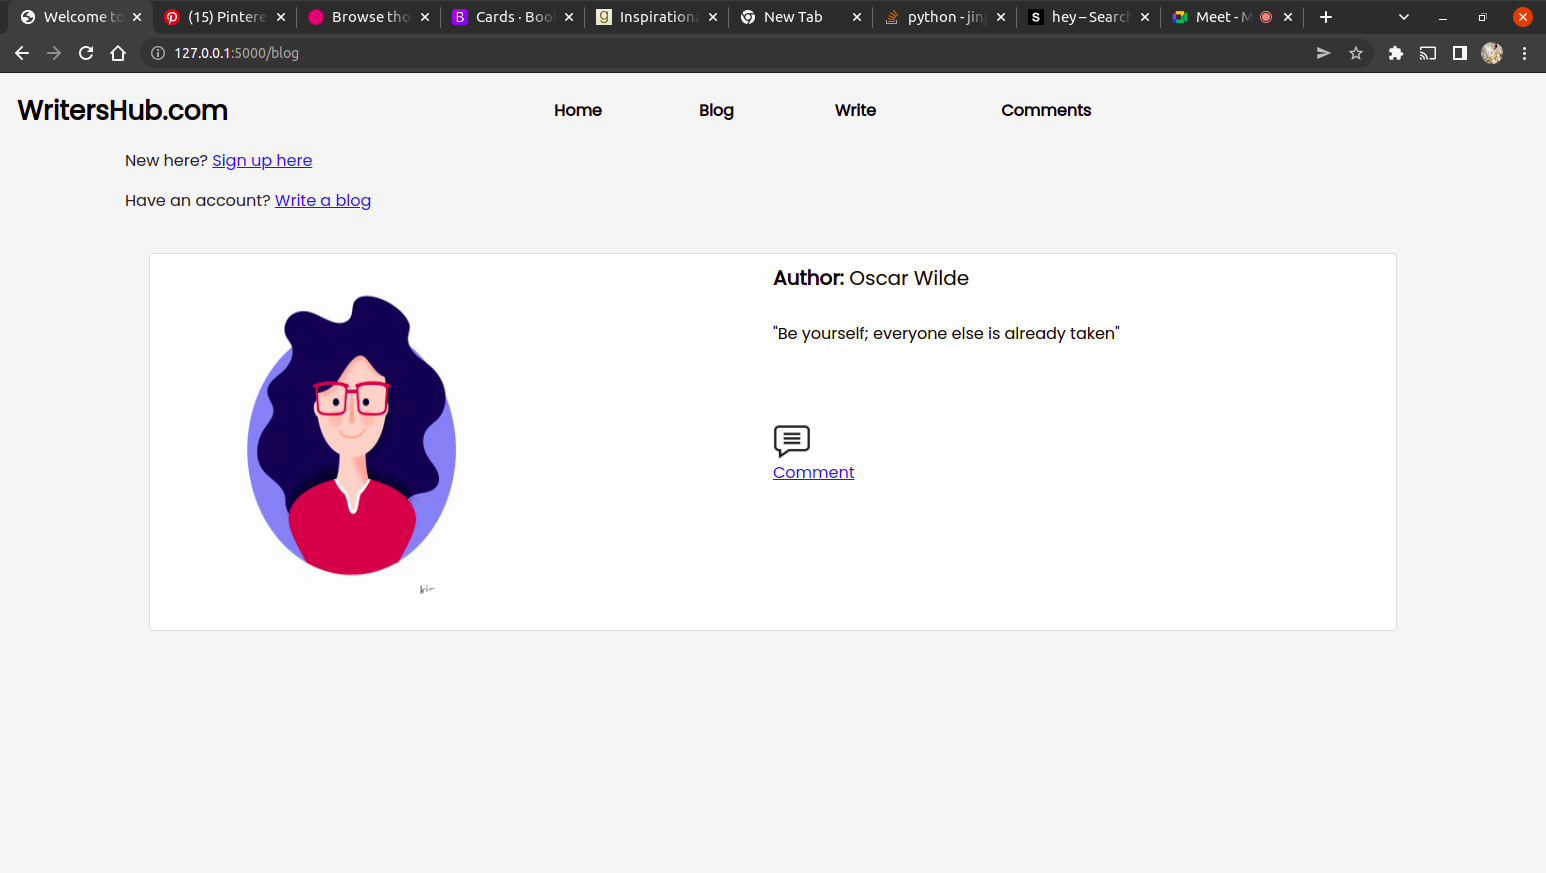 Welcome to
(15) Pintere
Browse tho
B Cards · Boo
g Inspirationa
New Tab
python - jinj
S hey – Search
Meet - M
127.0.0.1:5000/blog
WritersHub.com
Home
Blog
Write
Comments
New here? Sign up here
Have an account? Write a blog
Author: Oscar Wilde
"Be yourself; everyone else is already taken"
Comment